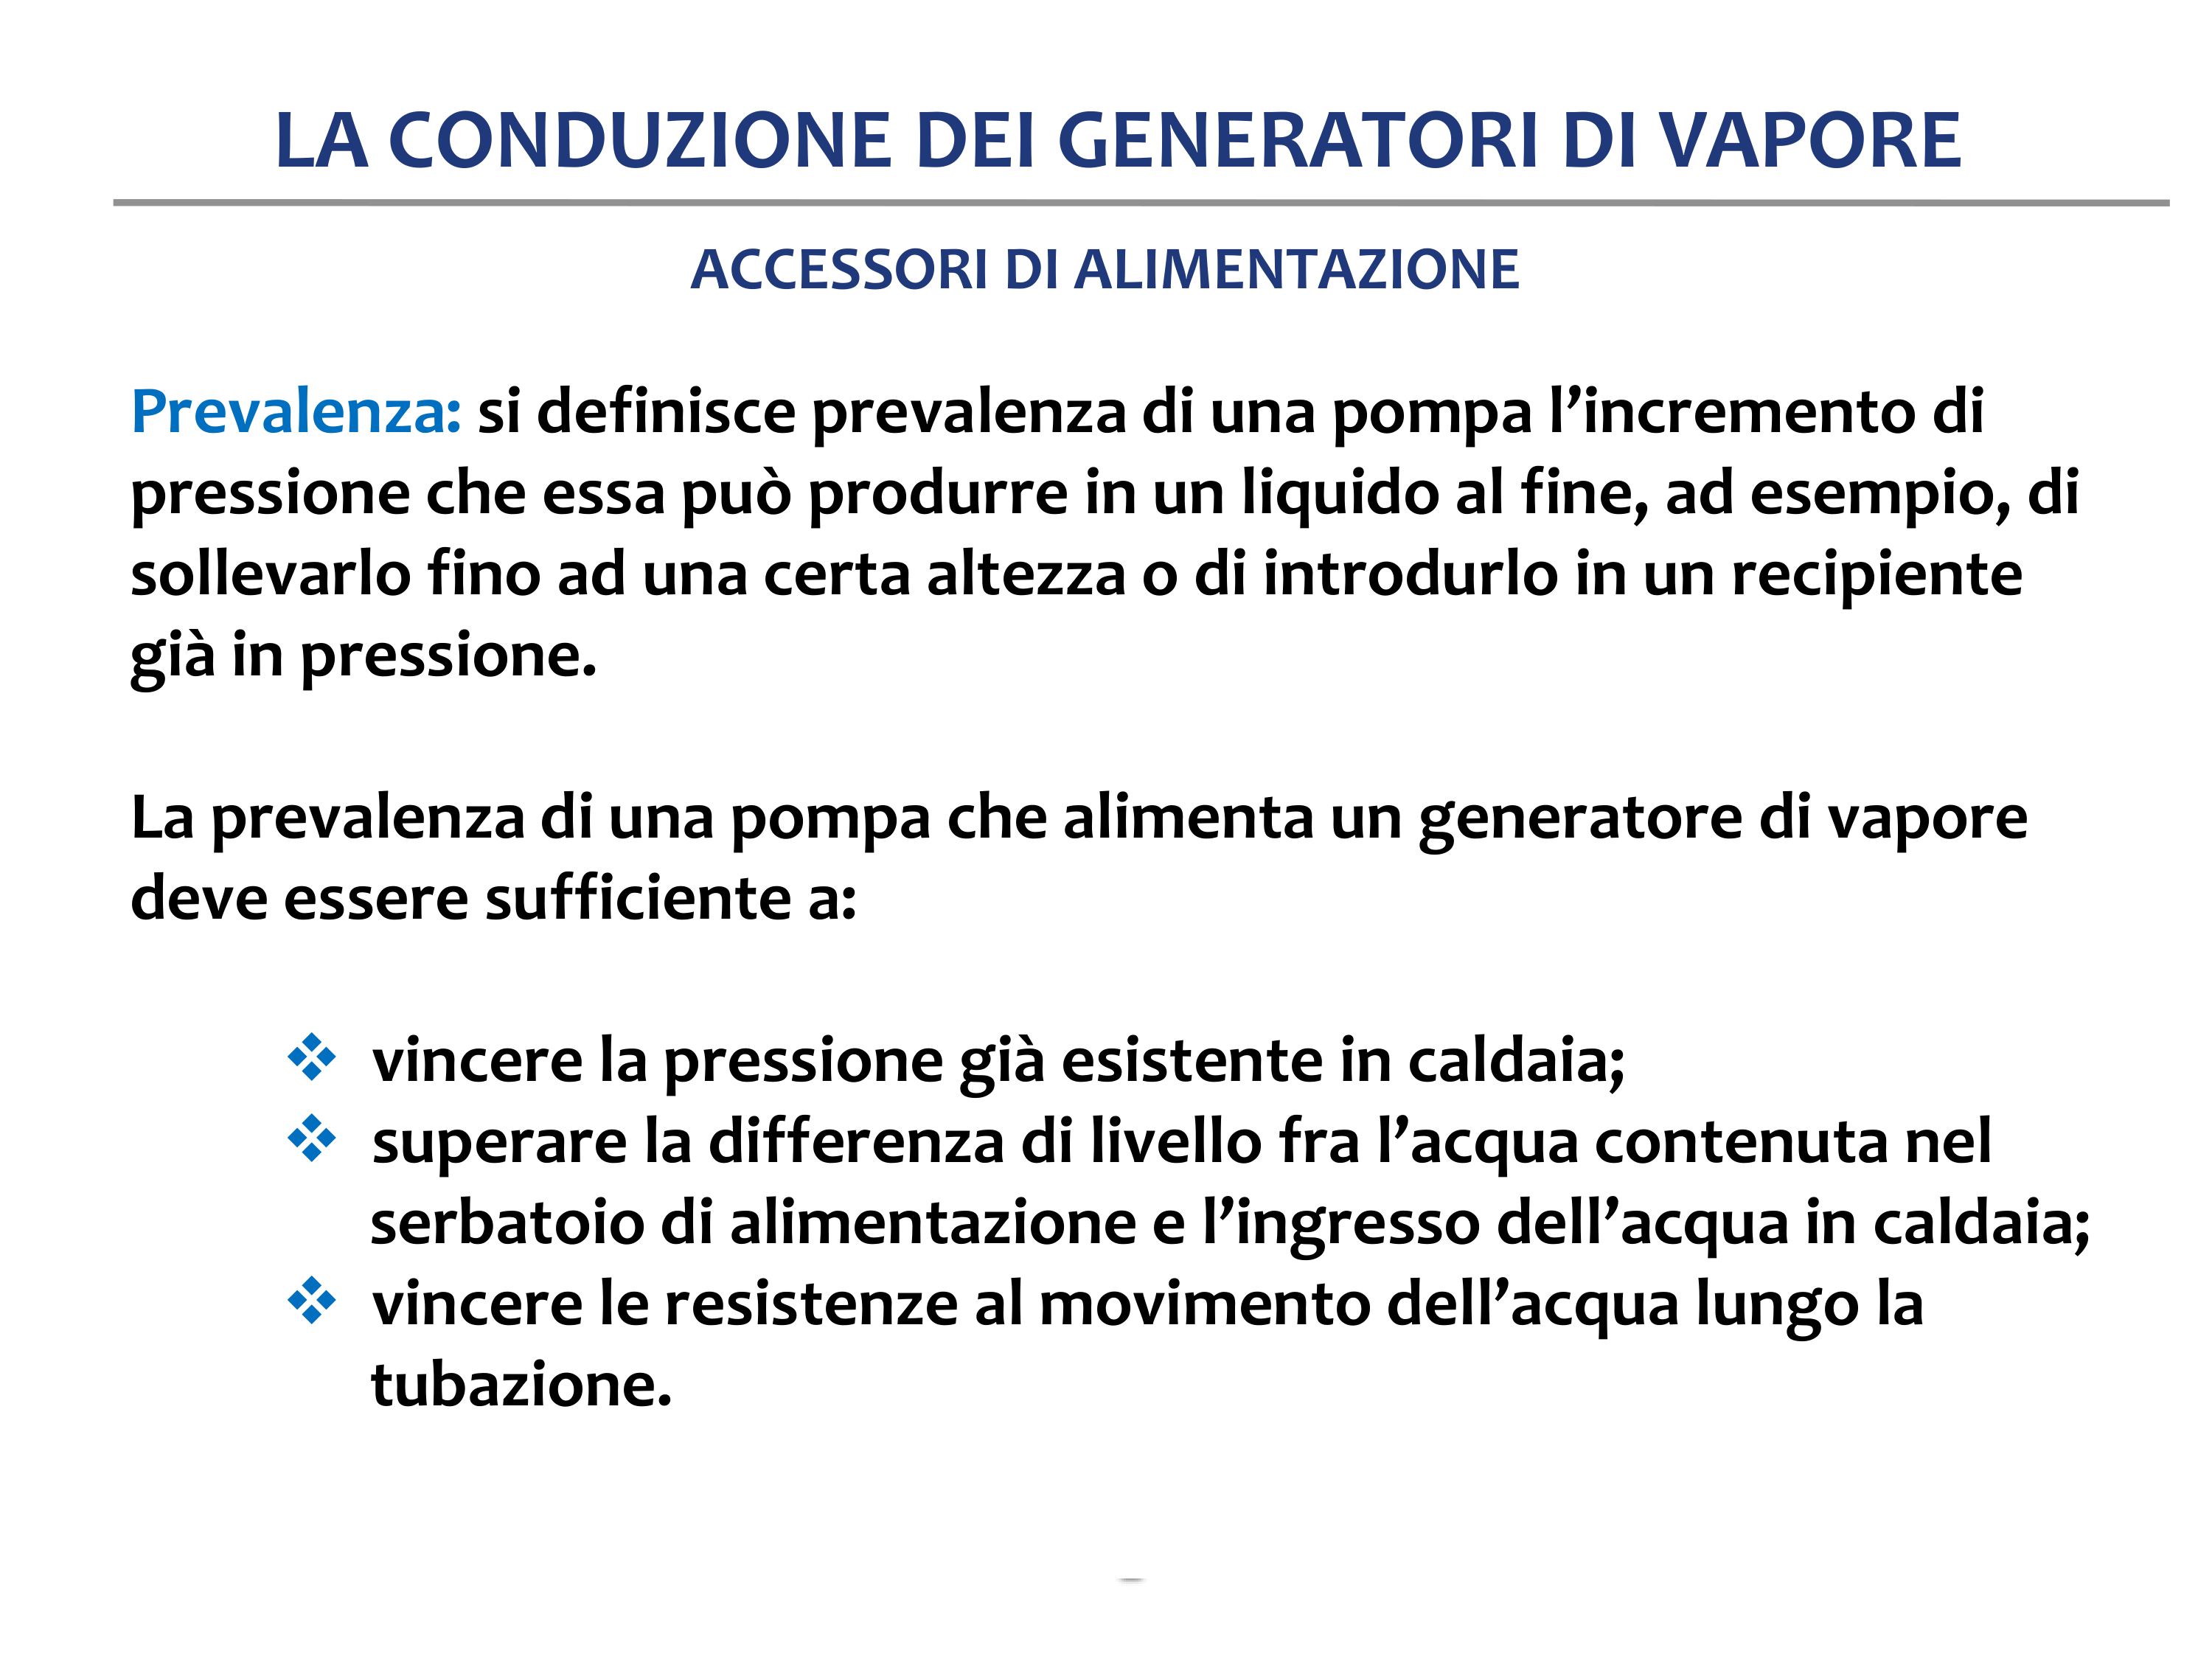 LA CONDUZIONE DEI GENERATORI DI VAPORE
ACCESSORI DI ALIMENTAZIONE
Prevalenza: si definisce prevalenza di una pompa l’incremento di
pressione che essa può produrre in un liquido al fine, ad esempio, di
sollevarlo fino ad una certa altezza o di introdurlo in un recipiente
già in pressione.
La prevalenza di una pompa che alimenta un generatore di vapore
deve essere sufficiente a:
❖ vincere la pressione già esistente in caldaia;
❖ superare la differenza di livello fra l’acqua contenuta nel
serbatoio di alimentazione e l’ingresso dell’acqua in caldaia;
❖ vincere le resistenze al movimento dell’acqua lungo la
tubazione.